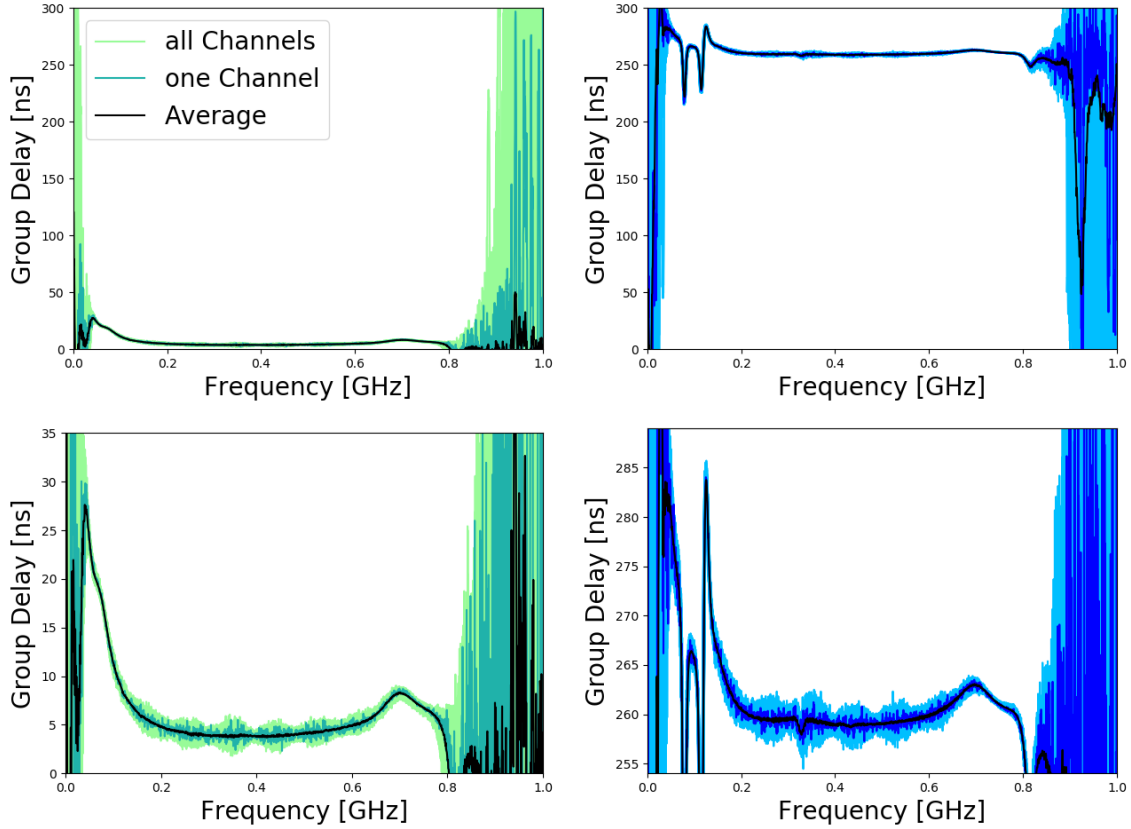 300
250
200
150
100
50
0
Group Delay [ns]
all Channels
one Channel
Average
0.0 0.2 0.4 0.6 0.8 1.0
Frequency [GHz]
300
250
200
150
100
50
0
Group Delay [ns]
0.0 0.2 0.4 0.6 0.8 1.0
Frequency [GHz]
35
30
25
20
15
10
5
0
Group Delay [ns]
0.0 0.2 0.4 0.6 0.8 1.0
Frequency [GHz]
285
280
275
270
265
260
255
Group Delay [ns]
0.0 0.2 0.4 0.6 0.8 1.0
Frequency [GHz]